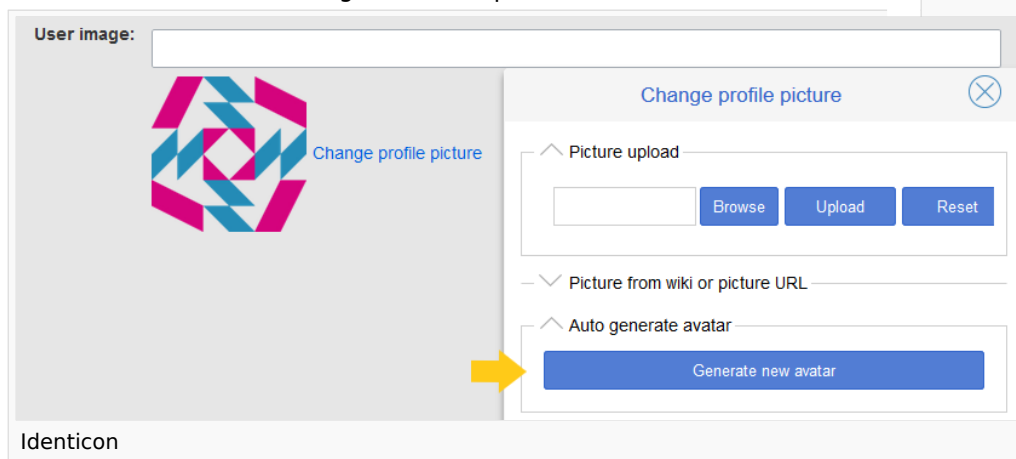 User image:
Change profile picture
Change profile picture
Picture upload
Browse
Upload
Reset
Picture from wiki or picture URL
Auto generate avatar
Generate new avatar
Identicon